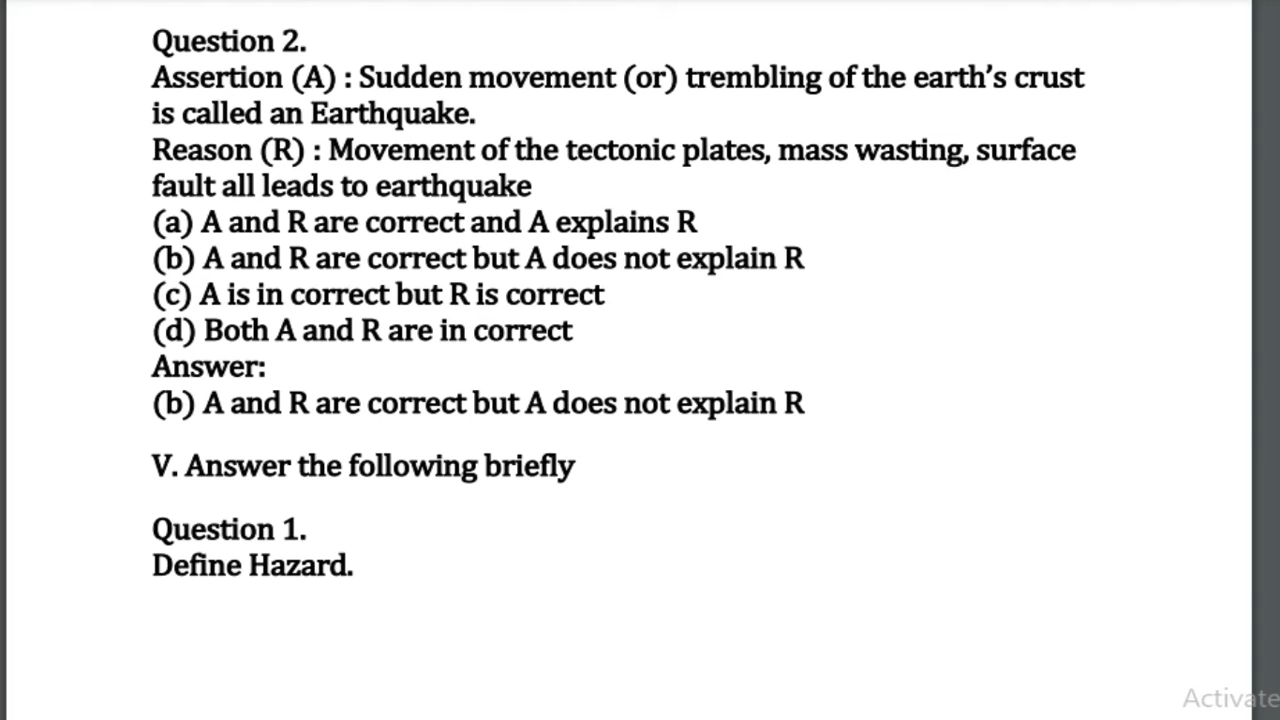 Question 2.
Assertion (A) : Sudden movement (or) trembling of the earth's crust
is called an Earthquake.
Reason (R) : Movement of the tectonic plates, mass wasting, surface
fault all leads to earthquake
(a) A and R are correct and A explains R
(b) A and R are correct but A does not explain R
(c) A is in correct but R is correct
(d) Both A and R are in correct
Answer:
(b) A and R are correct but A does not explain R
V. Answer the following briefly
Question 1.
Define Hazard.
Activate